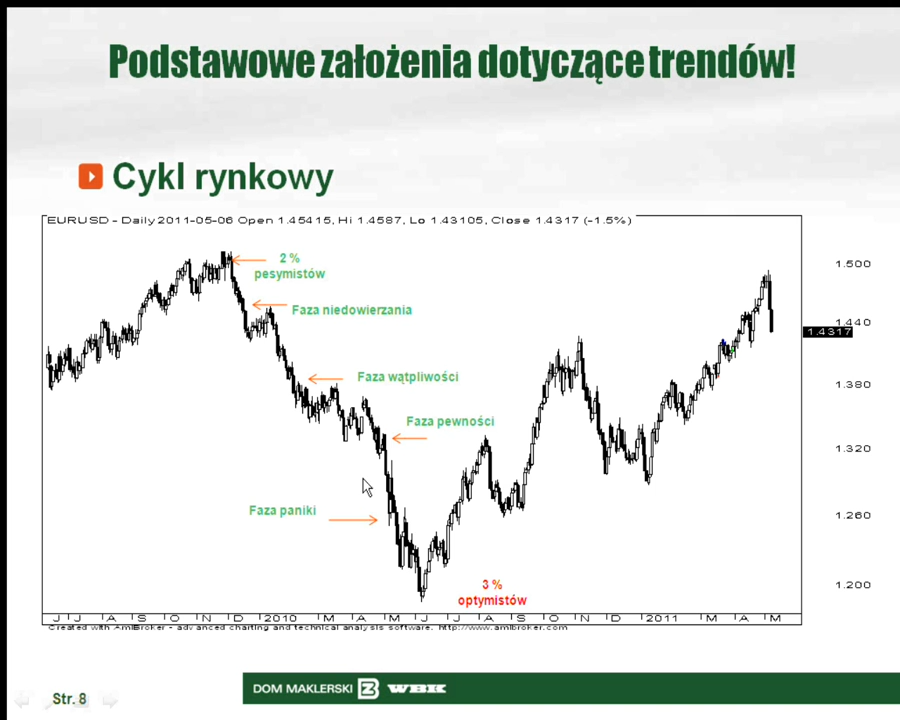 Podstawowe założenia dotyczące trendów!
Cykl rynkowy
EURUSD - Daily 2011-05-06 Open 1.45415, Hi 1.4587, Lo 1.43105, Close 1.4317 (-1.5%)
2 %
pesymistów
Faza niedowierzania
Faza wątpliwości
Faza pewności
Faza paniki
3 %
optymistów
1.500
1.440
1.4317
1.380
1.320
1.260
1.200
J J A S O N D 2010 M A M J J A S O N D 2011 M A M
Created with AmiBroker - advanced charting and technical analysis software. http://www.amibroker.com
Str. 8
DOM MAKLERSKI Z WBK